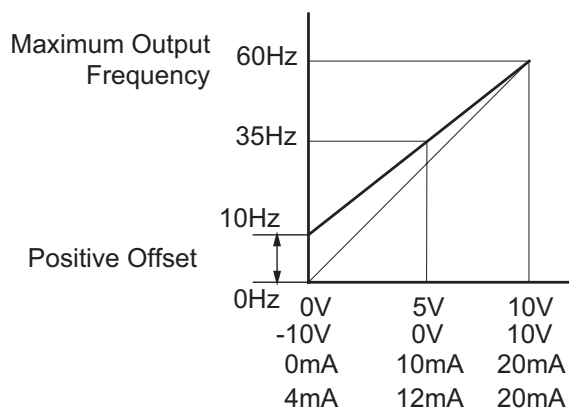 Maximum Output
Frequency
60Hz
35Hz
10Hz
Positive Offset
0Hz
0V 5V 10V
-10V 0V 10V
0mA 10mA 20mA
4mA 12mA 20mA